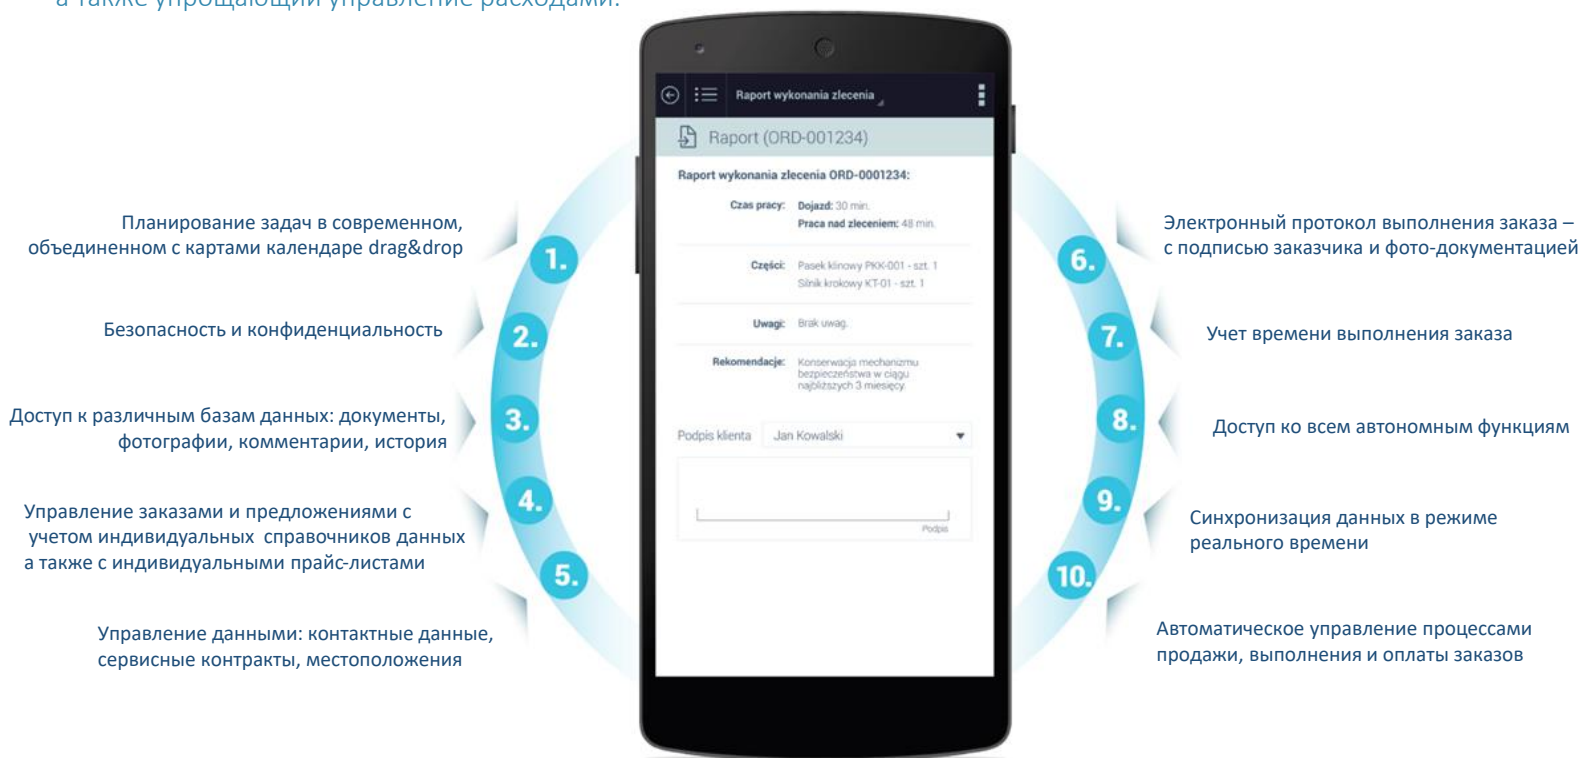 а также упрощающий управление расходами.
Планирование задач в современном,
объединенном с картами календаре drag&drop
1.
Безопасность и конфиденциальность
2.
Доступ к различным базам данных: документы,
фотографии, комментарии, история
3.
Управление заказами и предложениями с
учетом индивидуальных справочников данных
а также с индивидуальными прайс-листами
4.
5.
Управление данными: контактные данные,
сервисные контракты, местоположения
Raport wykonania zlecenia
Raport (ORD-001234)
Raport wykonania zlecenia ORD-0001234:
Czas pracy: Dojazd: 30 min.
Praca nad zleceniem: 48 min.
Części: Pasek klinowy PKK-001 - szt. 1
Silnik krokowy KT-01 - szt. 1
Uwagi: Brak uwag.
Rekomendacje: Konserwacja mechanizmu
bezpieczeństwa w ciągu
najbliższych 3 miesięcy.
Podpis klienta Jan Kowalski
Podpis
Электронный протокол выполнения заказа –
с подписью заказчика и фото-документацией
6.
7.
Учет времени выполнения заказа
8.
Доступ ко всем автономным функциям
9.
Синхронизация данных в режиме
реального времени
10.
Автоматическое управление процессами
продажи, выполнения и оплаты заказов